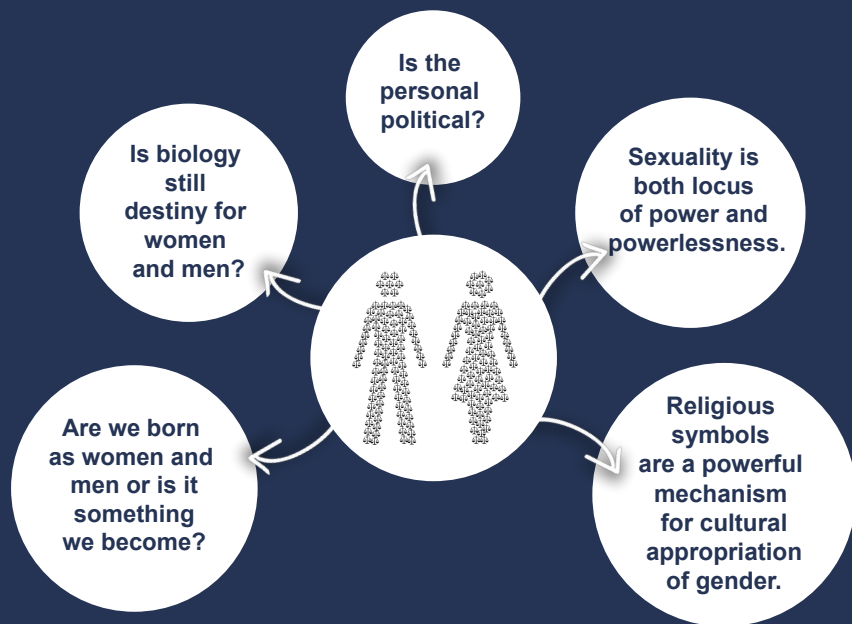 Is the
personal
political?
Is biology
still
destiny for
women
and men?
Sexuality is
both locus
of power and
powerlessness.
Are we born
as women and
men or is it
something
we become?
Religious
symbols
are a powerful
mechanism
for cultural
appropriation
of gender.